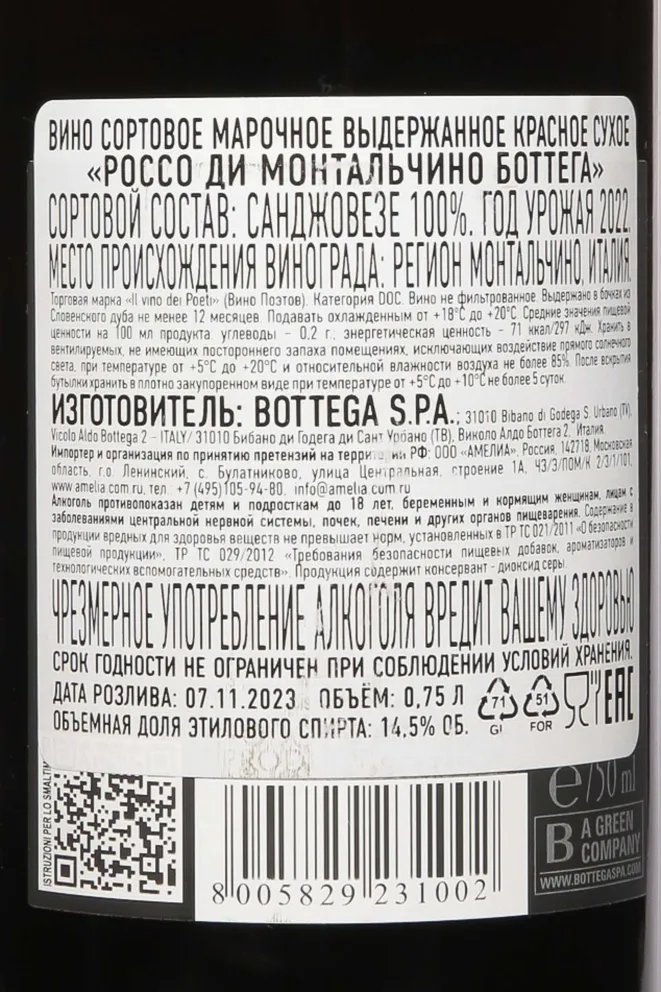 ВИНО СОРТОВОЕ МАРОЧНОЕ ВЫДЕРЖАННОЕ КРАСНОЕ СУХОЕ
«РОССО ДИ МОНТАЛЬЧИНО БОТТЕГА»
СОРТОВОЙ СОСТАВ: САНДЖОВЕЗЕ 100%. ГОД УРОЖАЯ 2022.
МЕСТО ПРОИСХОЖДЕНИЯ ВИНОГРАДА: РЕГИОН МОНТАЛЬЧИНО, ИТАЛИЯ.
Торговая марка «Il vino dei Poeti» (Вино Поэтов). Категория DOC. Вино не фильтрованное. Выдержано в бочках из
Словенского дуба не менее 12 месяцев. Подавать охлажденным от +18°С до +20°С. Средние значения пищевой
ценности на 100 мл продукта: углеводы - 0,2 г., энергетическая ценность - 71 ккал/297 кДж. Хранить в
вентилируемых, не имеющих постороннего запаха помещениях, исключающих воздействие прямого солнечного
света, при температуре от +5°С до +20°С и относительной влажности воздуха не более 85%. После вскрытия
бутылки хранить в плотно закупоренном виде при температуре от +5°С до +10°С не более 5 суток.
ИЗГОТОВИТЕЛЬ: BOTTEGA S.P.A.; 31010 Bibano di Godega S. Urbano (TV),
Vicolo Aldo Bottega 2 - ITALY/ 31010 Бибано ди Годега ди Сант Урбано (ТВ), Виколо Алдо Боттега 2, Италия.
Импортер и организация по принятию претензий на территории РФ: ООО «АМЕЛИА», Россия, 142718, Московская
область, г.о. Ленинский, с. Булатниково, улица Центральная, строение 1А, ЧЭ/Э/ПОМ/К 2/3/1/101,
www.amelia.com.ru, тел.: +7 (495)105-94-80, info@amelia.com.ru
Алкоголь противопоказан детям и подросткам до 18 лет, беременным и кормящим женщинам, лицам с
заболеваниями центральной нервной системы, почек, печени и других органов пищеварения. Содержание в
продукции вредных для здоровья веществ не превышает норм, установленных в ТР ТС 021/2011 «О безопасности
пищевой продукции», ТР ТС 029/2012 «Требования безопасности пищевых добавок, ароматизаторов и
технологических вспомогательных средств». Продукция содержит консервант - диоксид серы.
ЧРЕЗМЕРНОЕ УПОТРЕБЛЕНИЕ АЛКОГОЛЯ ВРЕДИТ ВАШЕМУ ЗДОРОВЬЮ
СРОК ГОДНОСТИ НЕ ОГРАНИЧЕН ПРИ СОБЛЮДЕНИИ УСЛОВИЙ ХРАНЕНИЯ.
ДАТА РОЗЛИВА: 07.11.2023 ОБЪЁМ: 0,75 Л
ОБЪЕМНАЯ ДОЛЯ ЭТИЛОВОГО СПИРТА: 14,5% ОБ.
71
GI
51
FOR
EAC
ISTRUZIONI PER LO SMALTIM
8 005829 231002
e 750 ml
B A GREEN
COMPANY
WWW.BOTTEGASPA.COM